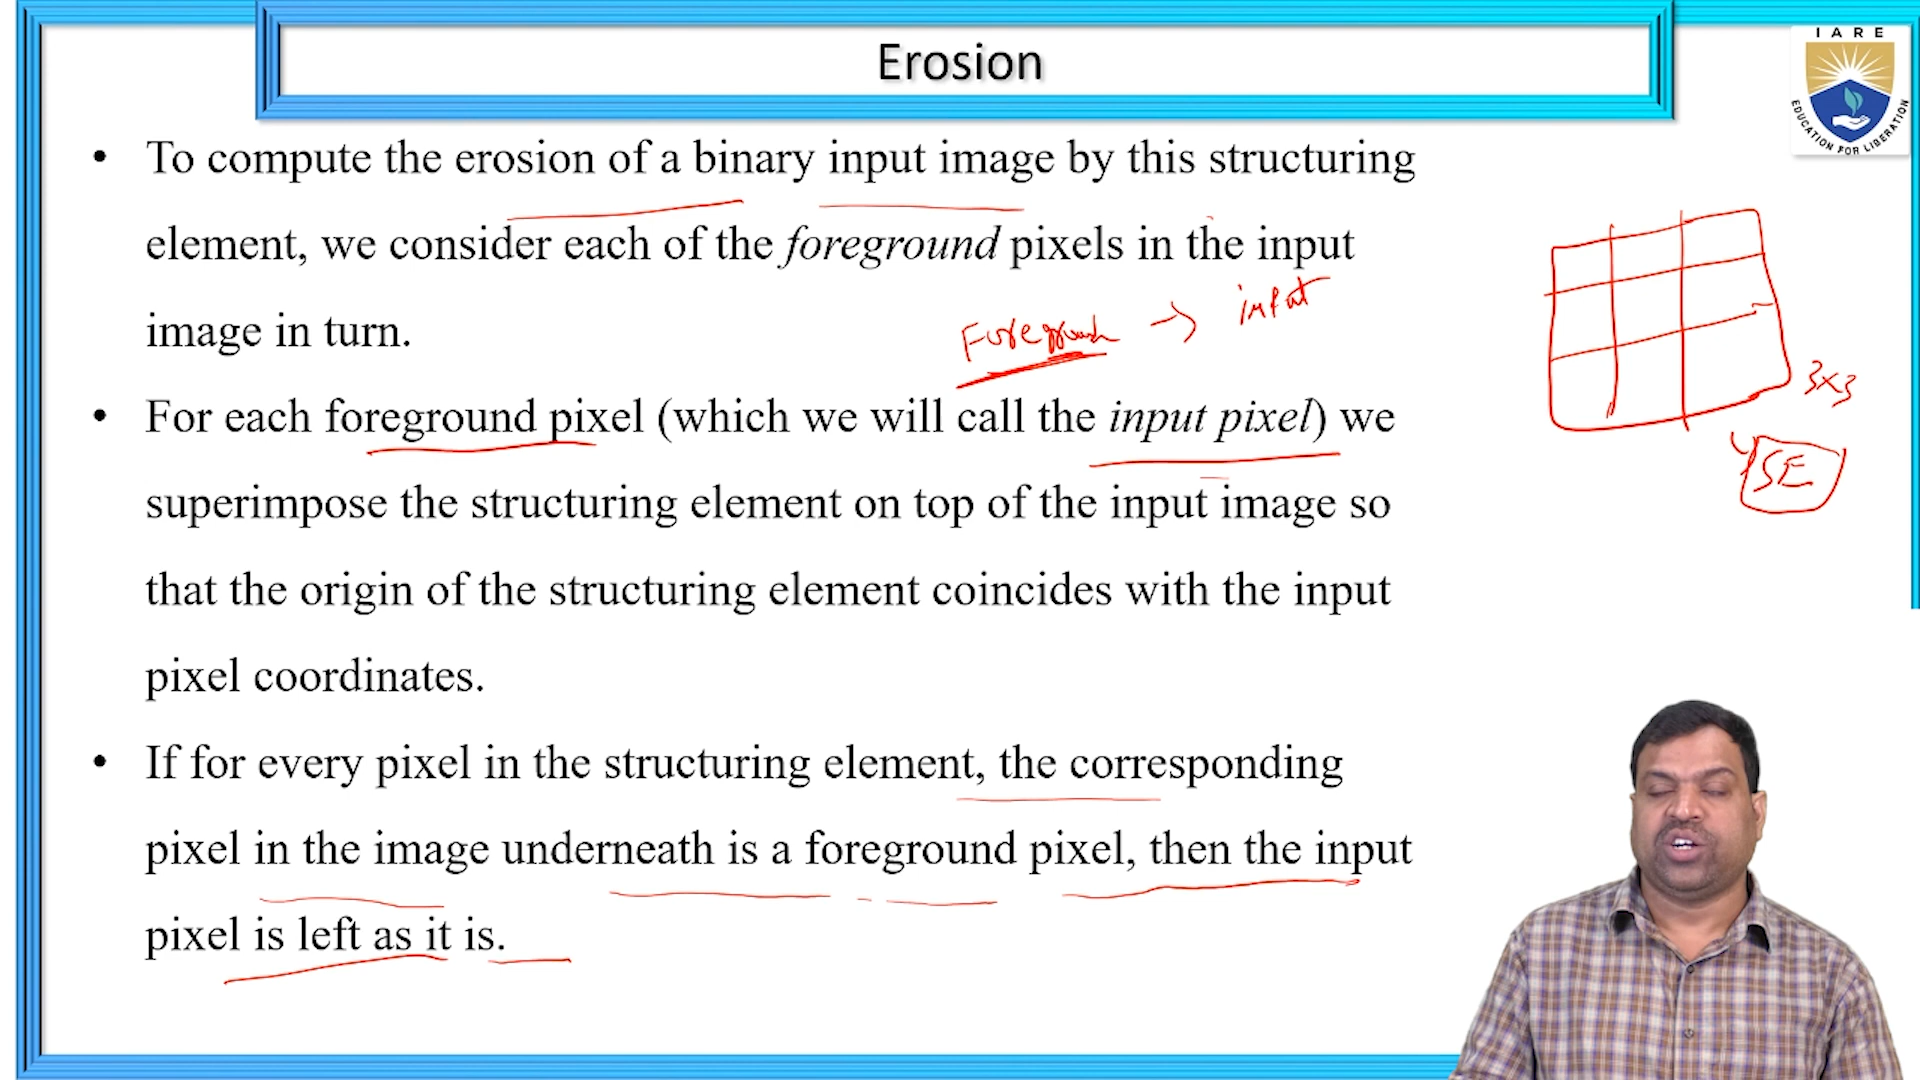 Erosion
IARE
EDUCATION FOR LIBERATION
• To compute the erosion of a binary input image by this structuring
element, we consider each of the foreground pixels in the input
image in turn.
Foreground → input
• For each foreground pixel (which we will call the input pixel) we
superimpose the structuring element on top of the input image so
that the origin of the structuring element coincides with the input
pixel coordinates.
• If for every pixel in the structuring element, the corresponding
pixel in the image underneath is a foreground pixel, then the input
pixel is left as it is.
3×3
SE